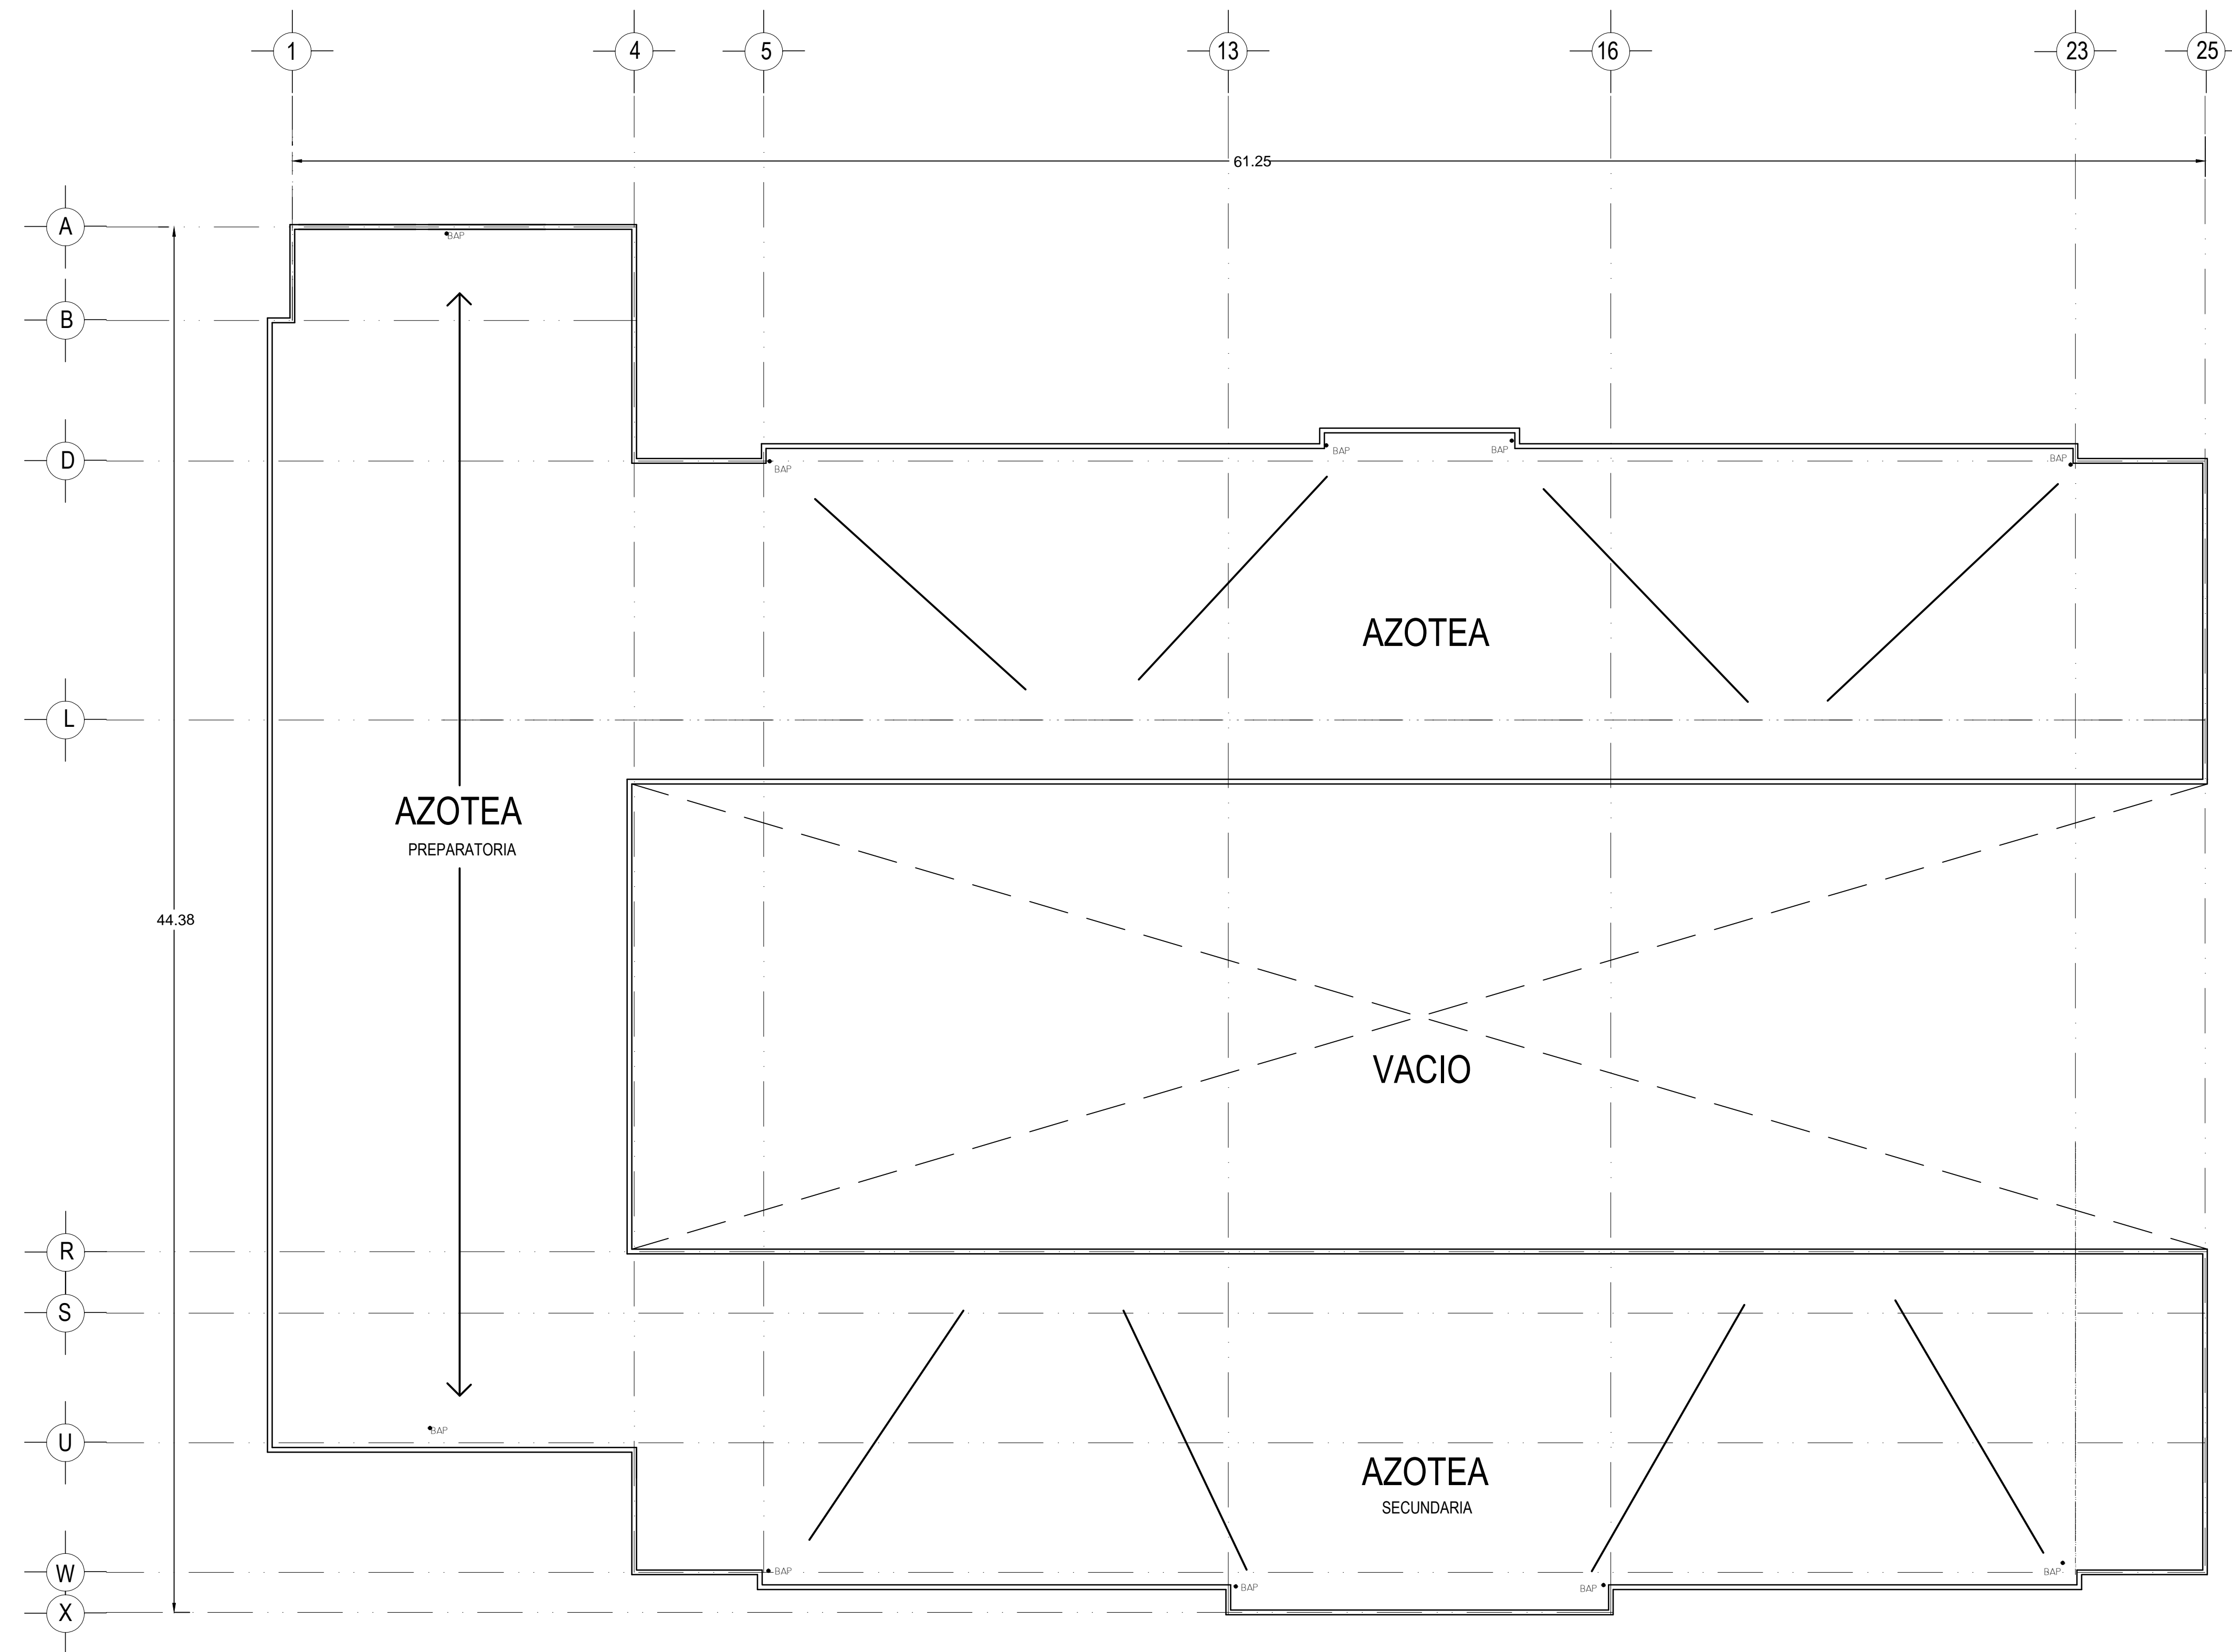 1
4
5
13
16
23
25
61.25
A
BAP
B
BAP
BAP
BAP
D
BAP
AZOTEA
L
AZOTEA
PREPARATORIA
44.38
VACIO
R
S
BAP
U
AZOTEA
SECUNDARIA
W
BAP
BAP
BAP
BAP
X